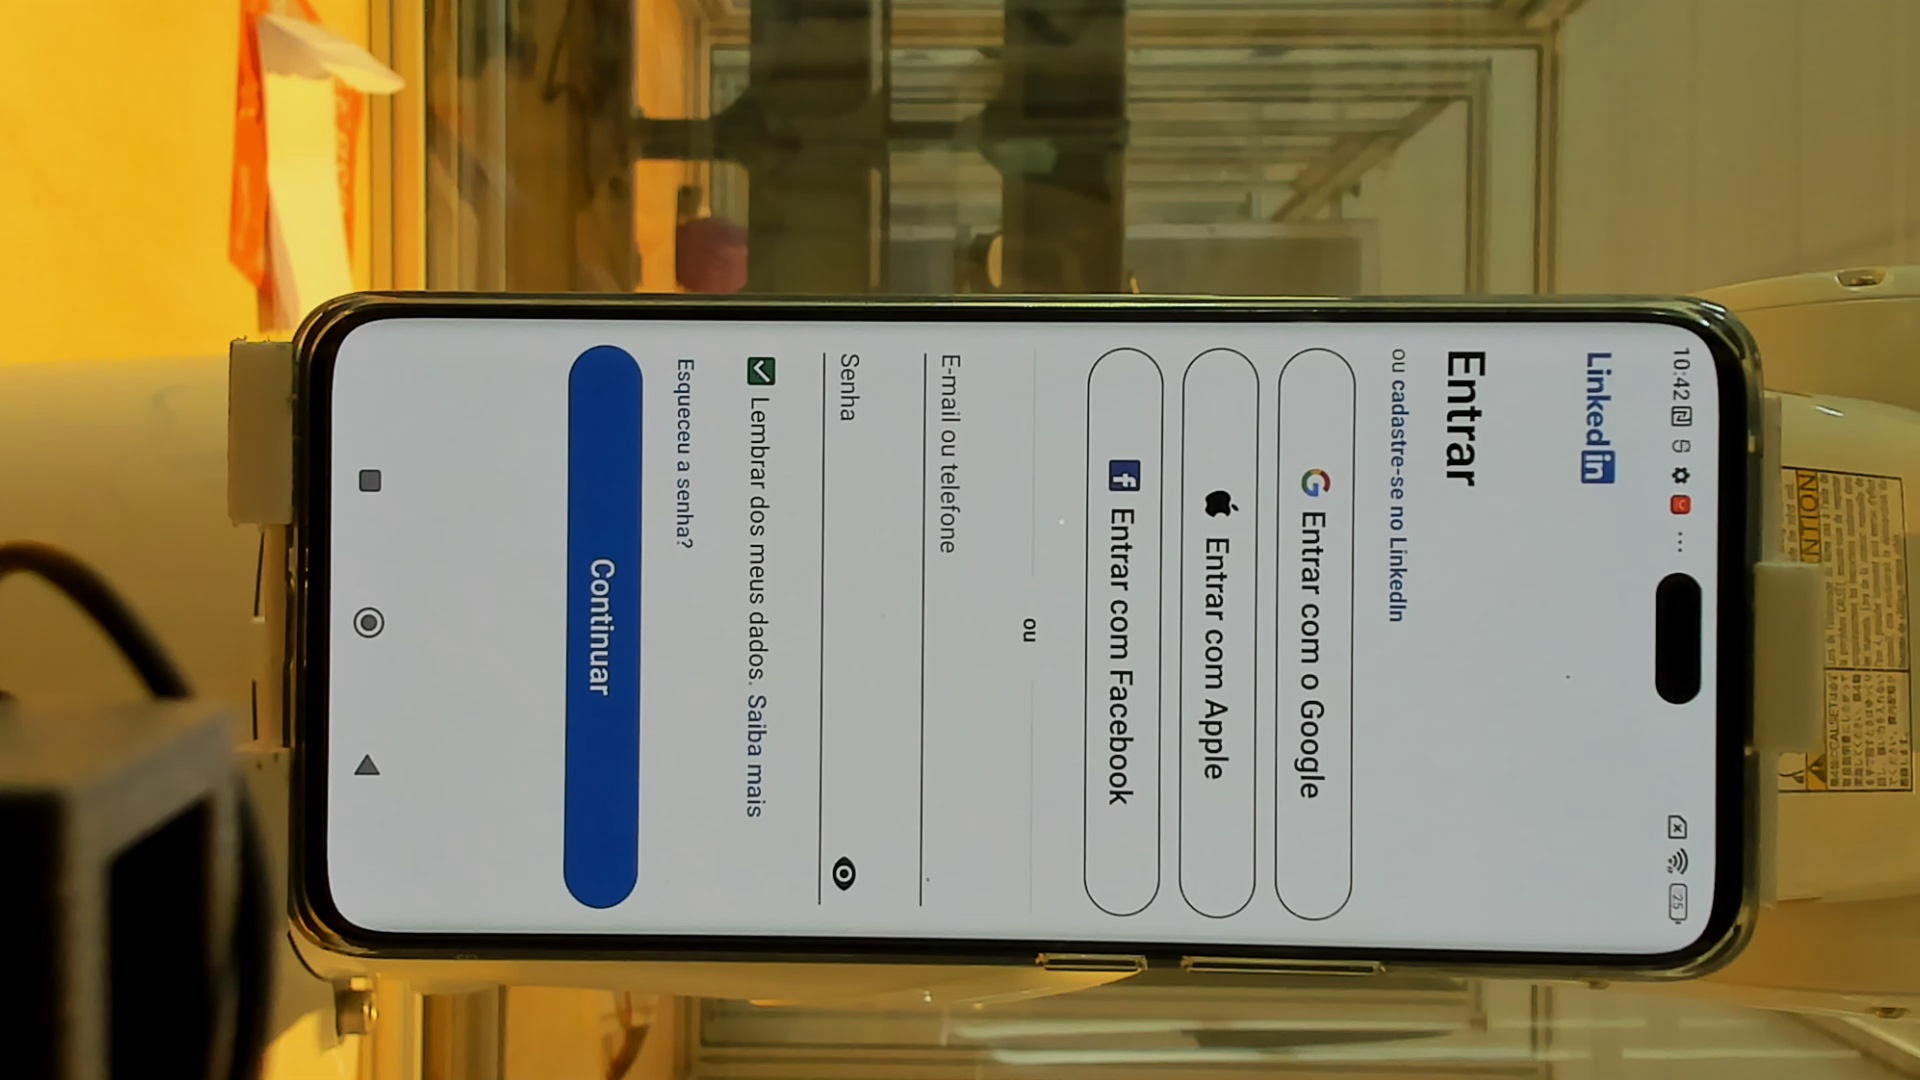 10:42
25
Linkedin
Entrar
ou cadastre-se no LinkedIn
Entrar com o Google
Entrar com Apple
Entrar com Facebook
ou
E-mail ou telefone
Senha
Lembrar dos meus dados. Saiba mais
Esqueceu a senha?
Continuar